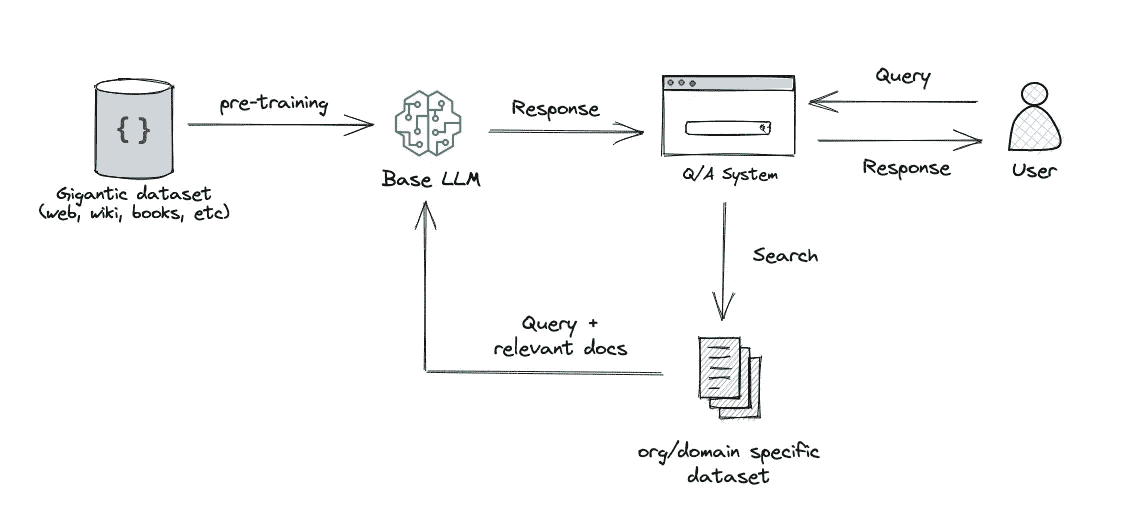 Query
pre-training
Response
{ }
Response
User
Base LLM
Q/A System
Gigantic dataset
(web, wiki, books, etc)
Search
Query +
relevant docs
org/domain specific
dataset